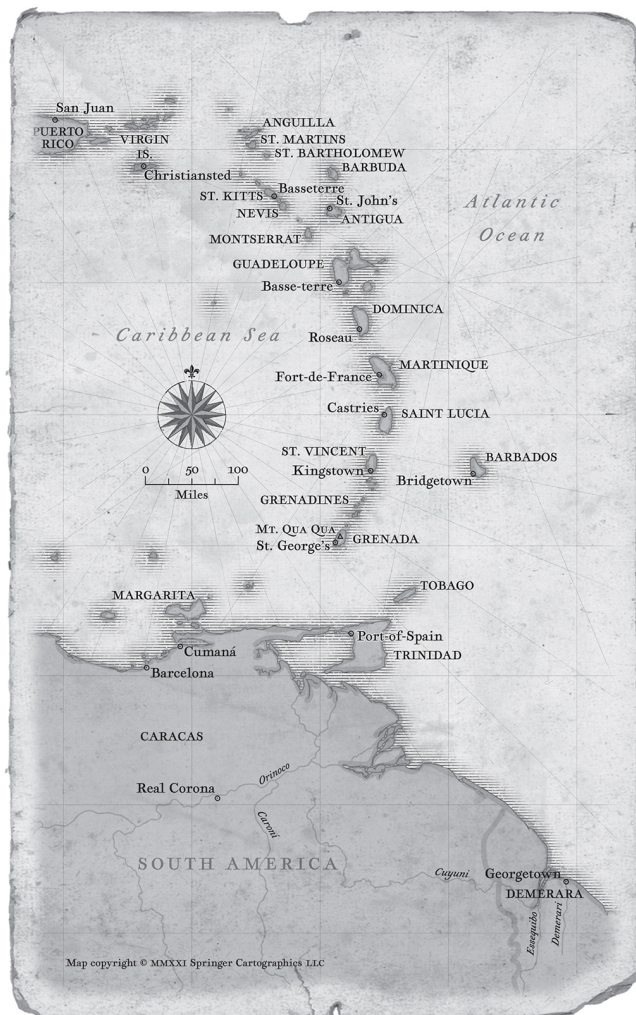 San Juan
PUERTO
RICO
VIRGIN
IS.
Christiansted
ANGUILLA
ST. MARTINS
ST. BARTHOLOMEW
BARBUDA
Basseterre
ST. KITTS
St. John's
NEVIS
ANTIGUA
MONTSERRAT
Atlantic
Ocean
GUADELOUPE
Basse-terre
DOMINICA
Roseau
Caribbean Sea
MARTINIQUE
Fort-de-France
Castries
SAINT LUCIA
ST. VINCENT
Kingstown
BARBADOS
Bridgetown
0 50 100
Miles
GRENADINES
MT. QUA QUA
St. George's
GRENADA
MARGARITA
TOBAGO
Port-of-Spain
TRINIDAD
Cumaná
Barcelona
CARACAS
Real Corona
Orinoco
Caroni
SOUTH AMERICA
Cuyuni
Georgetown
DEMERARA
Essequibo
Demerari
Map copyright © MMXXI Springer Cartographics LLC